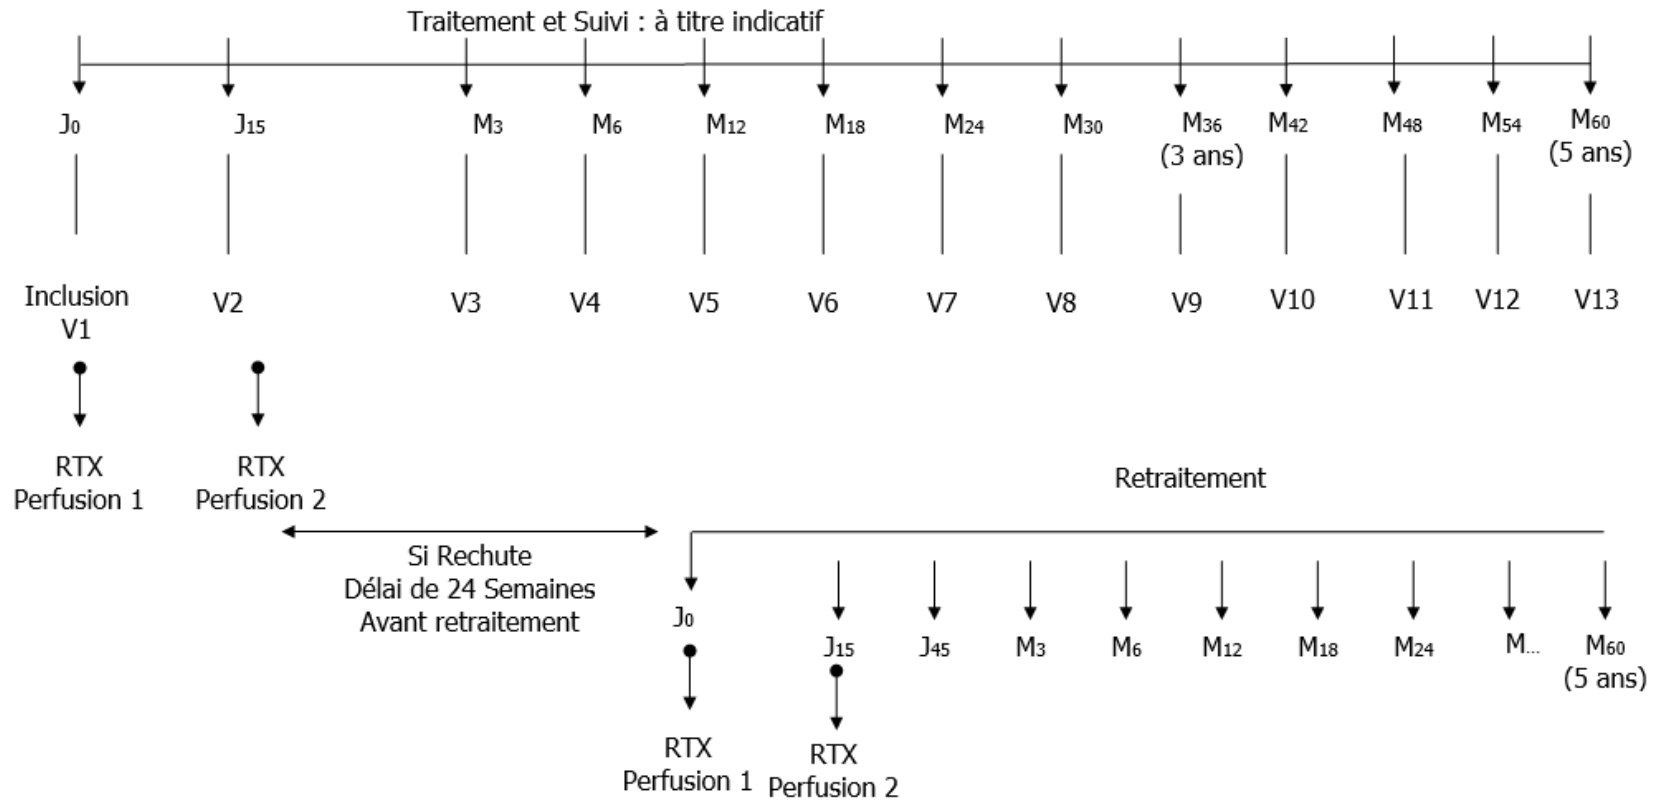 Traitement et Suivi : à titre indicatif
J0 J15 M3 M6 M12 M18 M24 M30 M36 M42 M48 M54 M60
(3 ans) (5 ans)
Inclusion
V1 V2 V3 V4 V5 V6 V7 V8 V9 V10 V11 V12 V13
RTX
Perfusion 1
RTX
Perfusion 2
Retraitement
Si Rechute
Délai de 24 Semaines
Avant retraitement
J0
J15 J45 M3 M6 M12 M18 M24 M... M60
(5 ans)
RTX
Perfusion 1
RTX
Perfusion 2